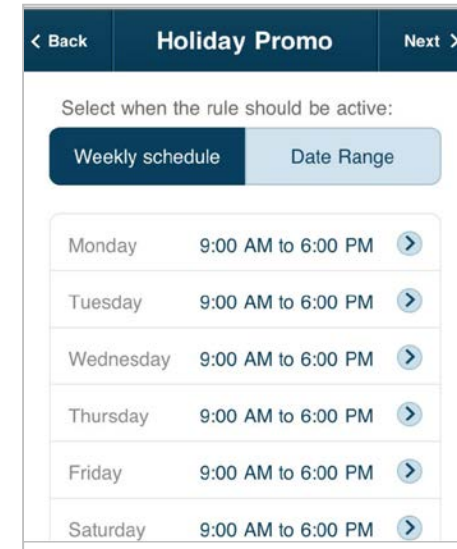 < Back Holiday Promo Next >
Select when the rule should be active:
Weekly schedule Date Range
Monday 9:00 AM to 6:00 PM >
Tuesday 9:00 AM to 6:00 PM >
Wednesday 9:00 AM to 6:00 PM >
Thursday 9:00 AM to 6:00 PM >
Friday 9:00 AM to 6:00 PM >
Saturday 9:00 AM to 6:00 PM >